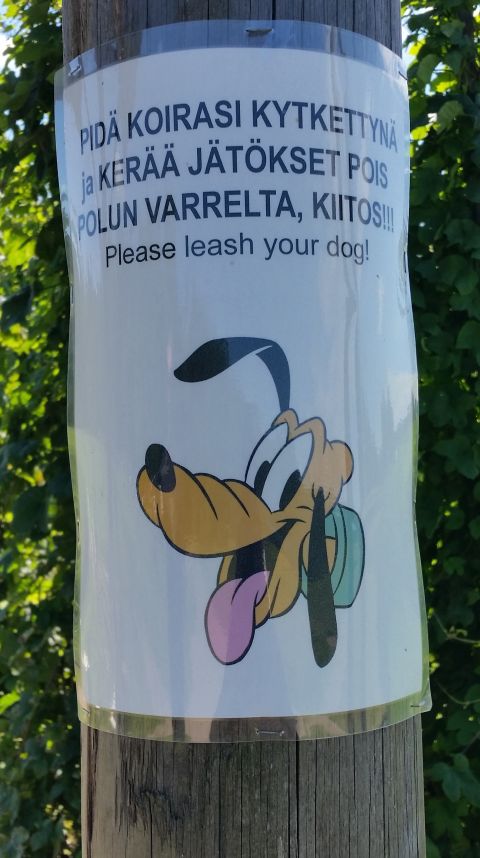 PIDÄ KOIRASI KYTKETTYNÄ
ja KERÄÄ JÄTÖKSET POIS
POLUN VARRELTA, KIITOS!!!
Please leash your dog!